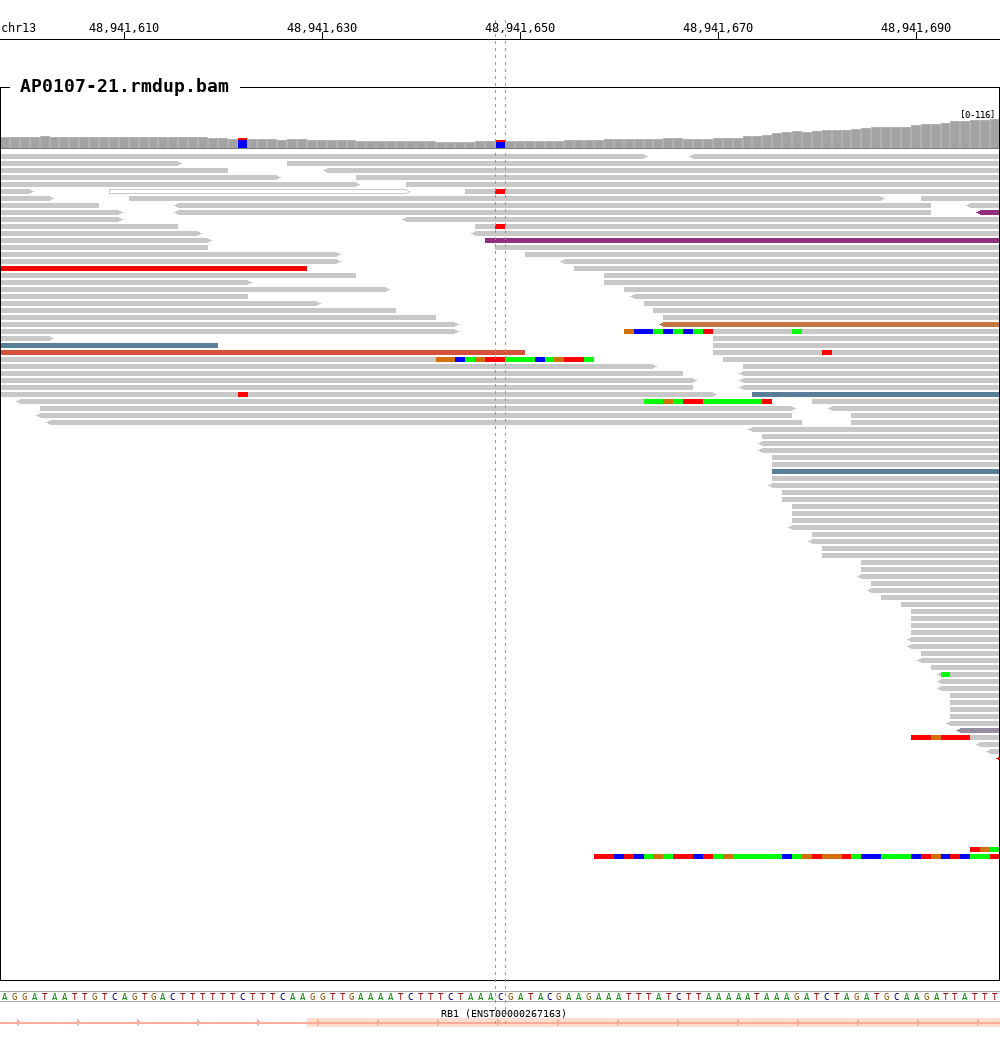 chr13 48,941,610 48,941,630 48,941,650 48,941,670 48,941,690
AP0107-21.rmdup.bam
[0-116]
AGGATAATTGTCAGTGACTTTTTTCTTTCAAGGTTGAAAATCTTTCTAAACGATACGAAGAAATTTATCTTAAAAATAAAGATCTAGATGCAAGATTATTT
RB1 (ENST00000267163)